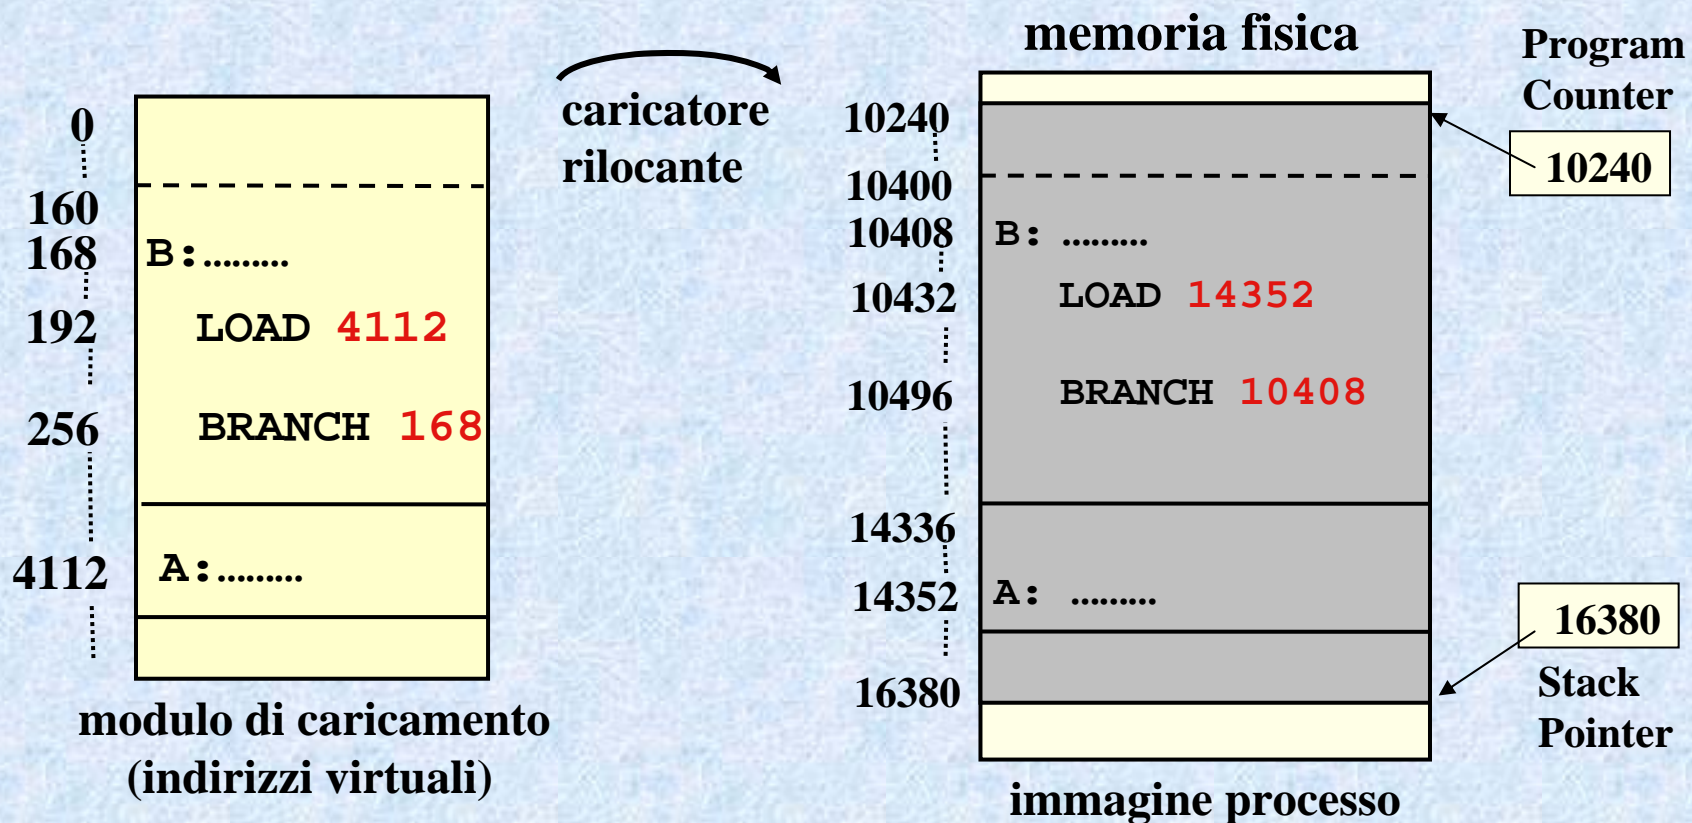 0
160
168
192
256
4112
B:.........
LOAD 4112
BRANCH 168
A:.........
modulo di caricamento
(indirizzi virtuali)
caricatore
rilocante
memoria fisica
10240
10400
10408
10432
10496
14336
14352
16380
B: .........
LOAD 14352
BRANCH 10408
A: .........
immagine processo
Program
Counter
10240
16380
Stack
Pointer